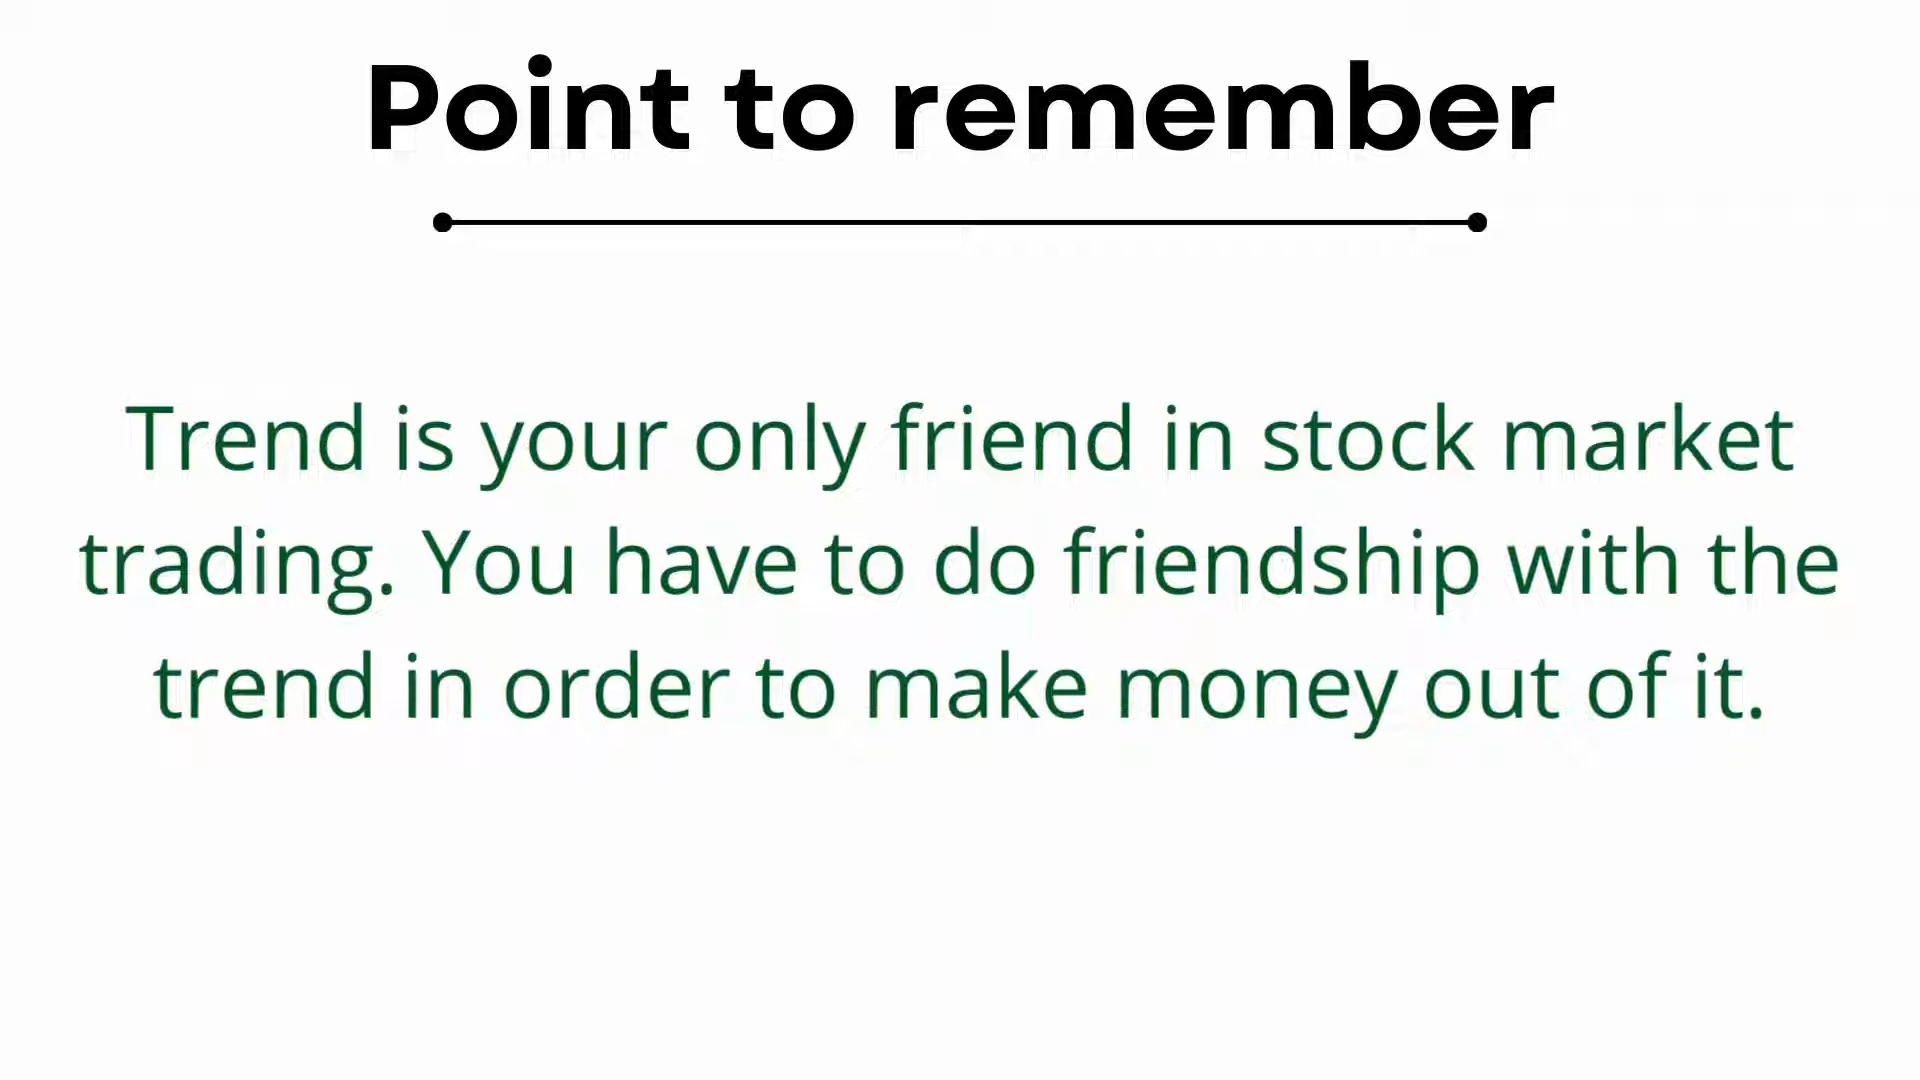 Point to remember
Trend is your only friend in stock market
trading. You have to do friendship with the
trend in order to make money out of it.